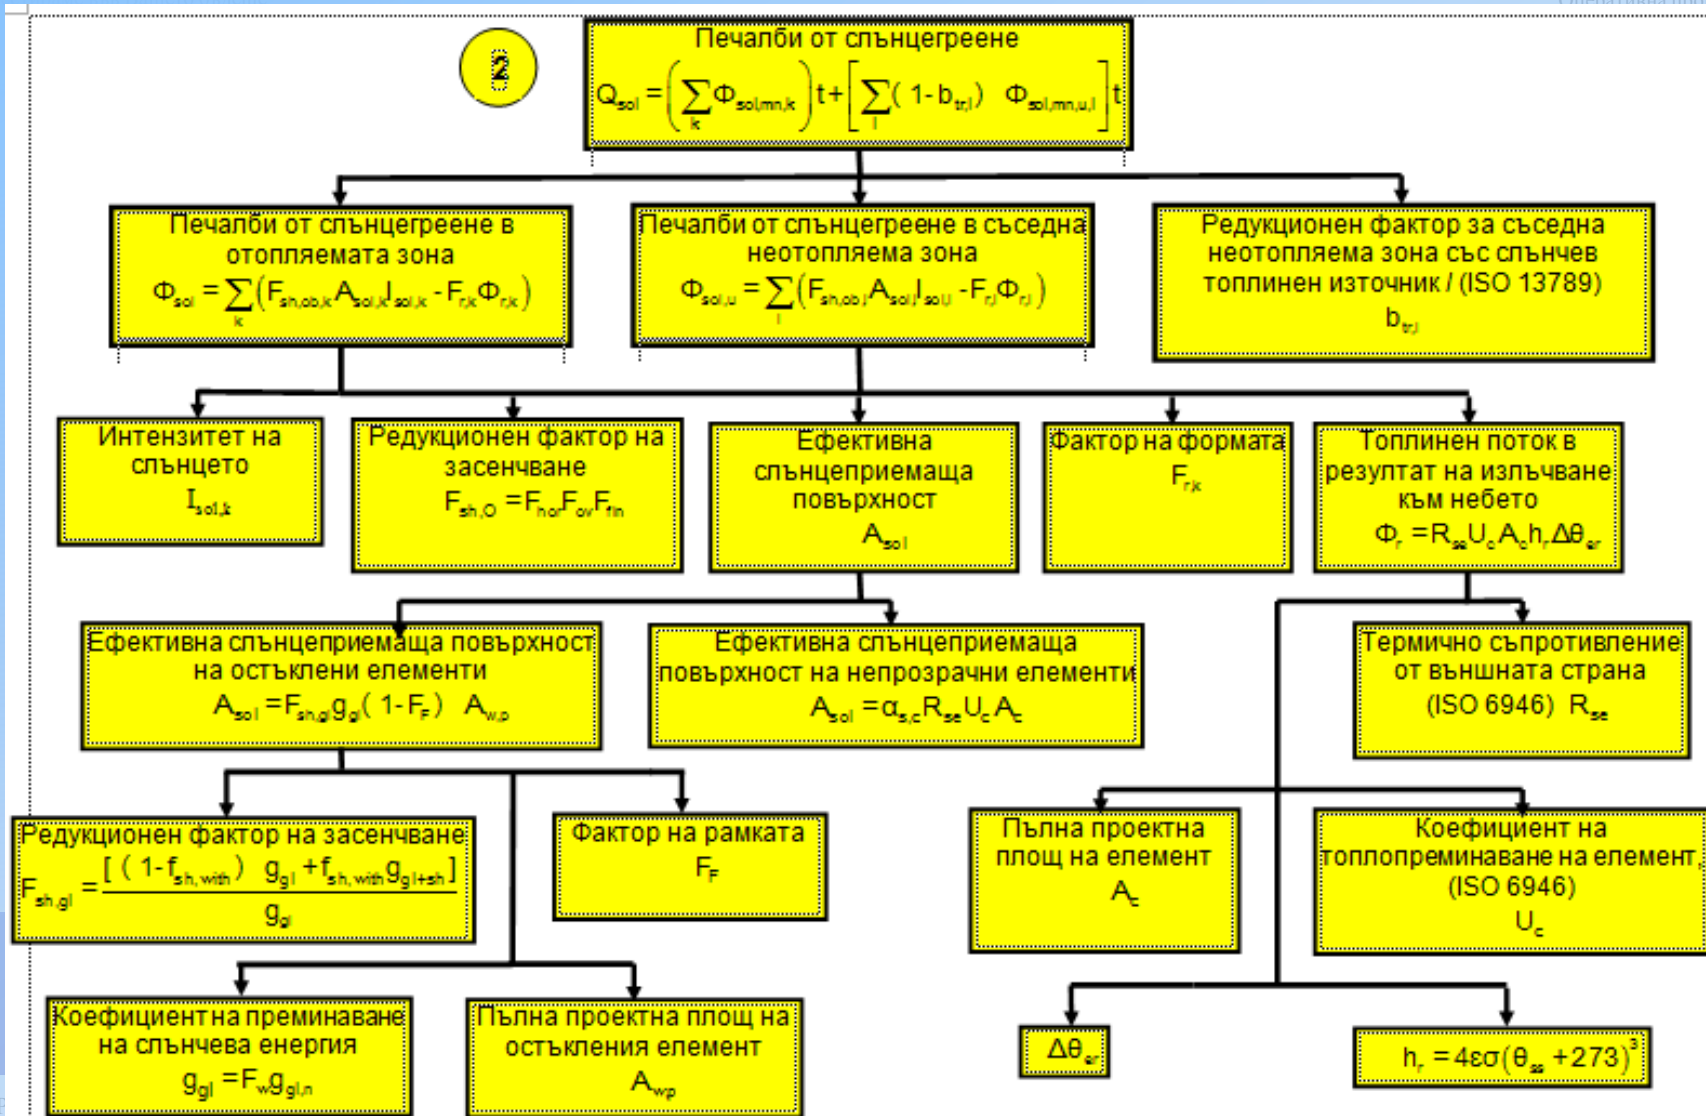 2
Печалби от слънцегреене
Q_sol = (∑_k Φ_sol,mn,k) t + [∑_l (1 - b_tr,l) Φ_sol,mn,u,l] t
Печалби от слънцегреене в
отопляемата зона
Φ_sol = ∑_k (F_sh,ob,k A_sol,k I_sol,k - F_r,k Φ_r,k)
Печалби от слънцегреене в съседна
неотопляема зона
Φ_sol,u = ∑_l (F_sh,ob,l A_sol,l I_sol,l - F_r,l Φ_r,l)
Редукционен фактор за съседна
неотопляема зона със слънчев
топлинен източник / (ISO 13789)
b_tr,l
Интензитет на
слънцето
I_sol,k
Редукционен фактор на
засенчване
F_sh,O = F_hor F_ov F_fin
Ефективна
слънцеприемаща
повърхност
A_sol
Фактор на формата
F_r,k
Топлинен поток в
резултат на излъчване
към небето
Φ_r = R_se U_c A_c h_r Δθ_er
Ефективна слънцеприемаща повърхност
на остъклени елементи
A_sol = F_sh,gl g_gl (1 - F_F) A_w,p
Ефективна слънцеприемаща
повърхност на непрозрачни елементи
A_sol = α_s,c R_se U_c A_c
Термично съпротивление
от външната страна
(ISO 6946) R_se
Редукционен фактор на засенчване
F_sh,gl = [(1 - f_sh,with) g_gl + f_sh,with g_gl+sh] / g_gl
Фактор на рамката
F_F
Пълна проектна
площ на елемент
A_c
Коефициент на
топлопреминаване на елемент,
(ISO 6946)
U_c
Коефициент на преминаване
на слънчева енергия
g_gl = F_w g_gl,n
Пълна проектна площ на
остъкления елемент
A_w,p
Δθ_er
h_r = 4εσ(θ_ss + 273)^3